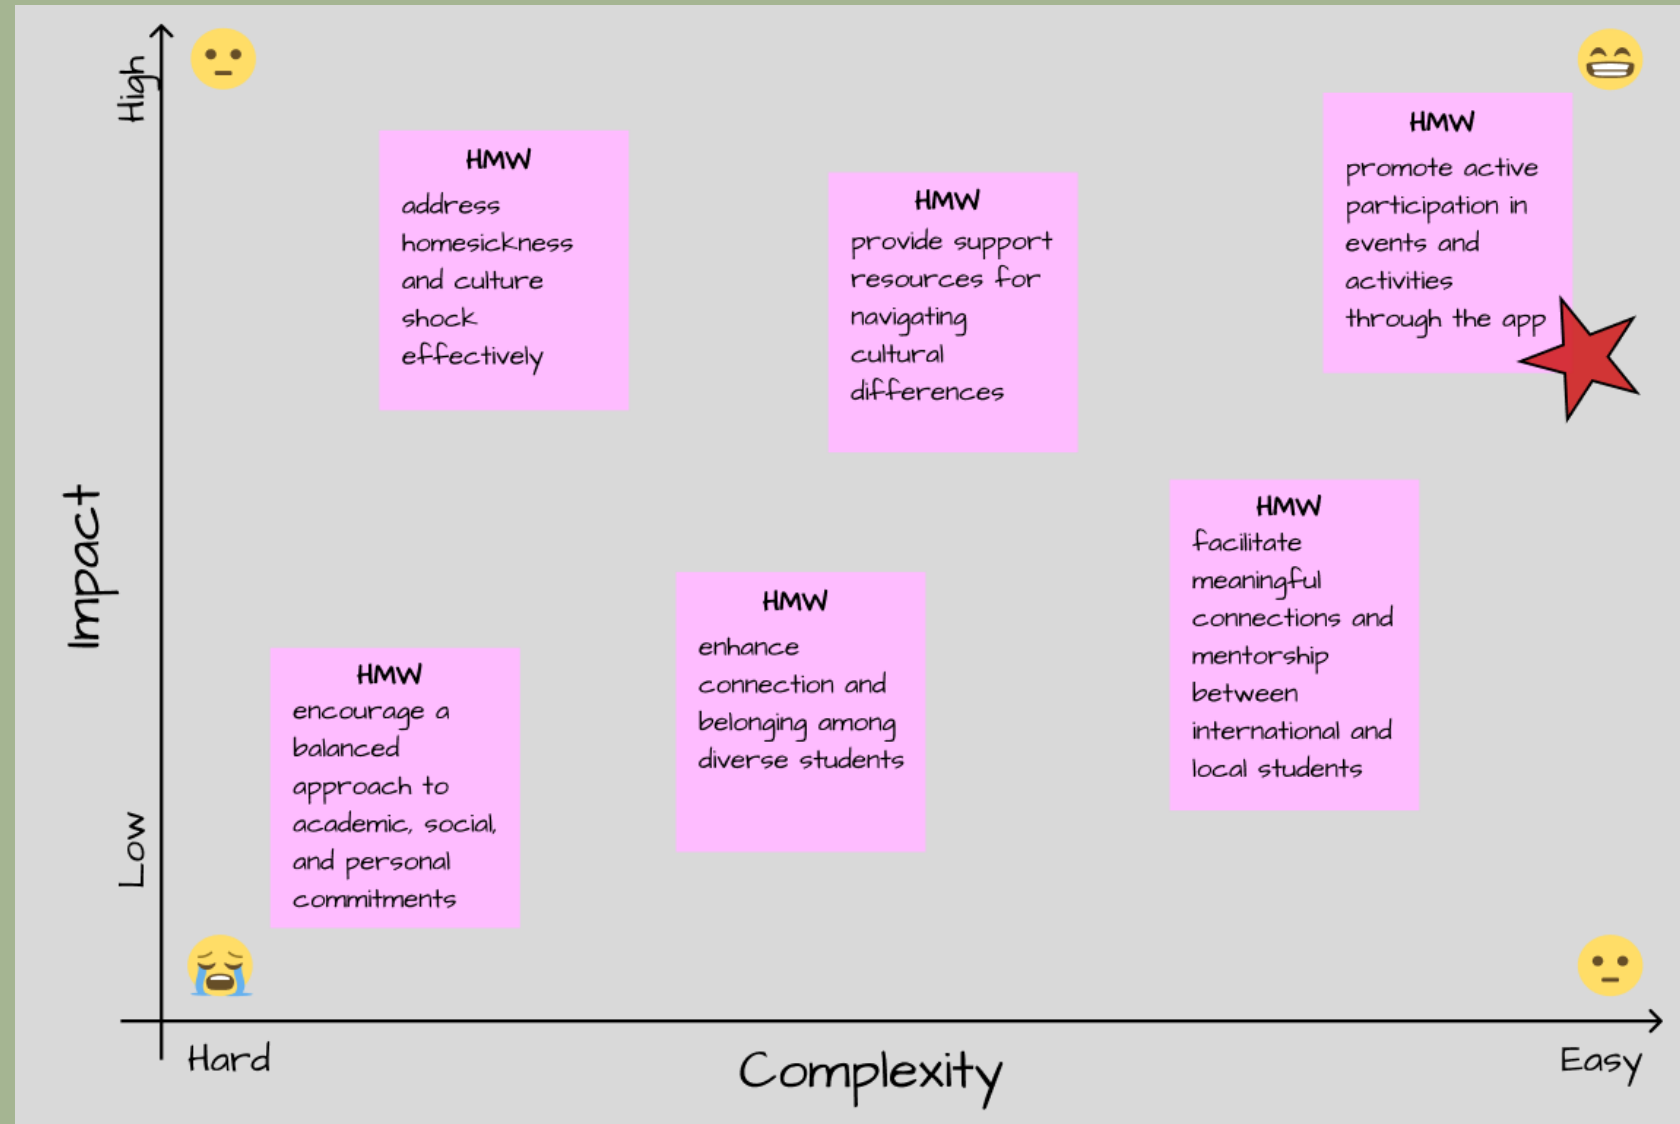 High
HMW
address
homesickness
and culture
shock
effectively
HMW
provide support
resources for
navigating
cultural
differences
HMW
promote active
participation in
events and
activities
through the app
Impact
HMW
encourage a
balanced
approach to
academic, social,
and personal
commitments
HMW
enhance
connection and
belonging among
diverse students
HMW
facilitate
meaningful
connections and
mentorship
between
international and
local students
Low
Hard
Complexity
Easy